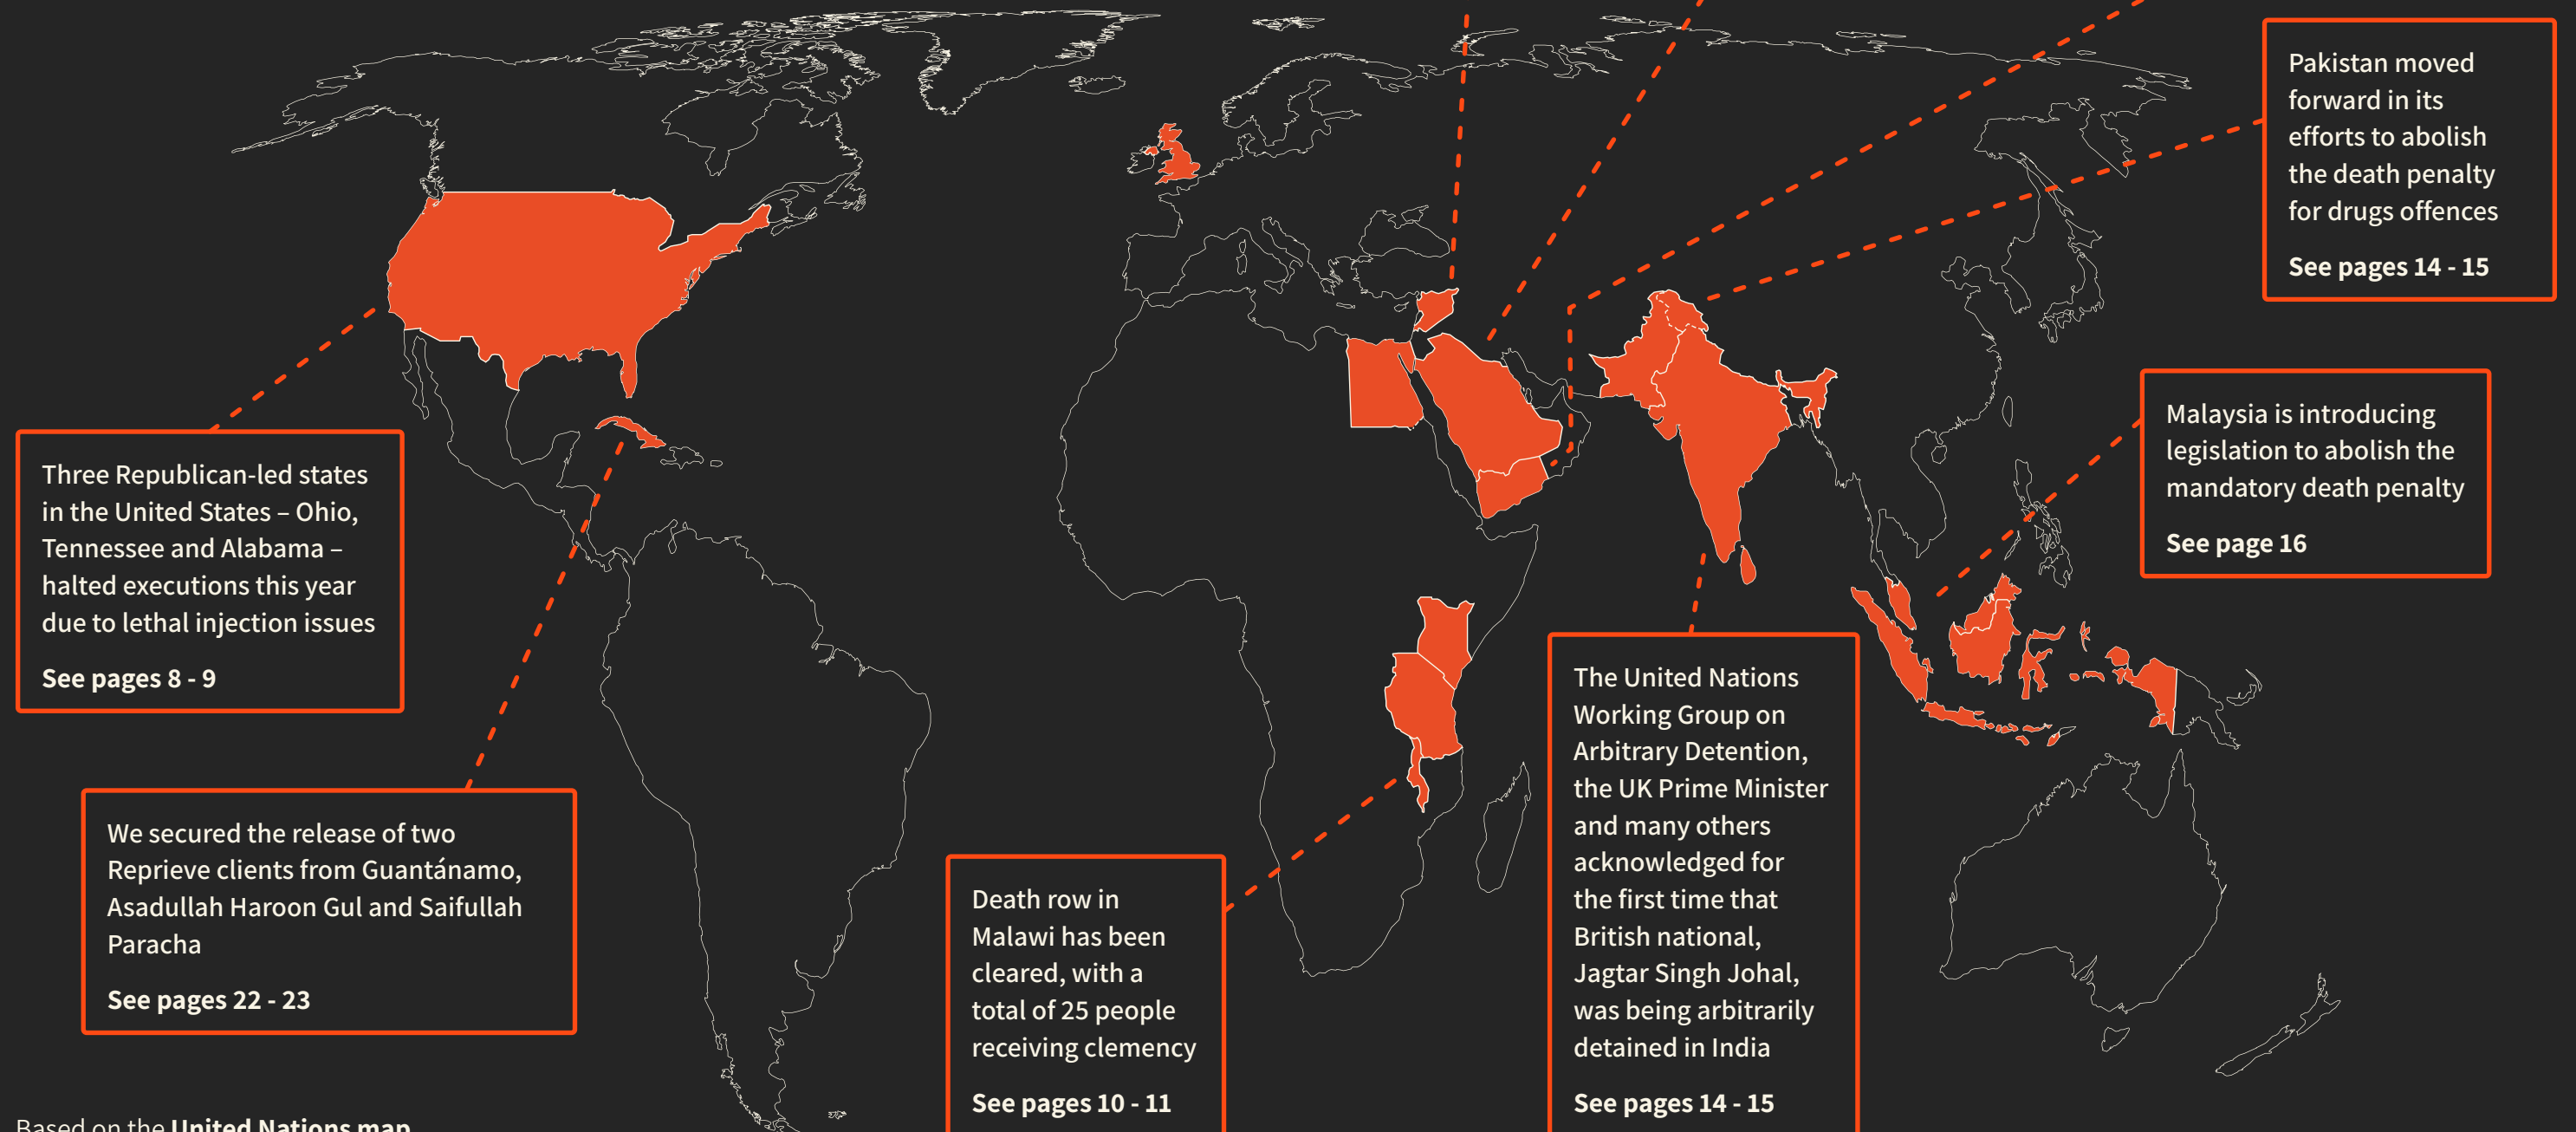 Pakistan moved
forward in its
efforts to abolish
the death penalty
for drugs offences
See pages 14 - 15
Malaysia is introducing
legislation to abolish the
mandatory death penalty
See page 16
Three Republican-led states
in the United States – Ohio,
Tennessee and Alabama –
halted executions this year
due to lethal injection issues
See pages 8 - 9
We secured the release of two
Reprieve clients from Guantánamo,
Asadullah Haroon Gul and Saifullah
Paracha
See pages 22 - 23
Death row in
Malawi has been
cleared, with a
total of 25 people
receiving clemency
See pages 10 - 11
The United Nations
Working Group on
Arbitrary Detention,
the UK Prime Minister
and many others
acknowledged for
the first time that
British national,
Jagtar Singh Johal,
was being arbitrarily
detained in India
See pages 14 - 15
Based on the United Nations map